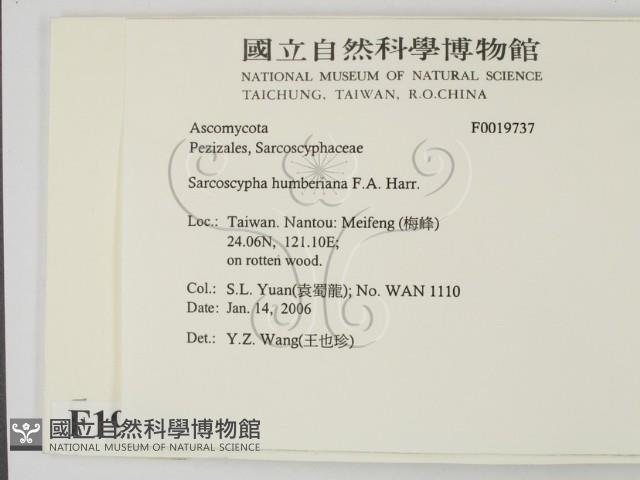 國立自然科學博物館
NATIONAL MUSEUM OF NATURAL SCIENCE
TAICHUNG, TAIWAN, R.O.CHINA
Ascomycota F0019737
Pezizales, Sarcoscyphaceae
Sarcoscypha humberiana F.A. Harr.
Loc.: Taiwan. Nantou: Meifeng (梅峰)
24.06N, 121.10E;
on rotten wood.
Col.: S.L. Yuan(袁蜀龍); No. WAN 1110
Date: Jan. 14, 2006
Det.: Y.Z. Wang(王也珍)
國立自然科學博物館
NATIONAL MUSEUM OF NATURAL SCIENCE